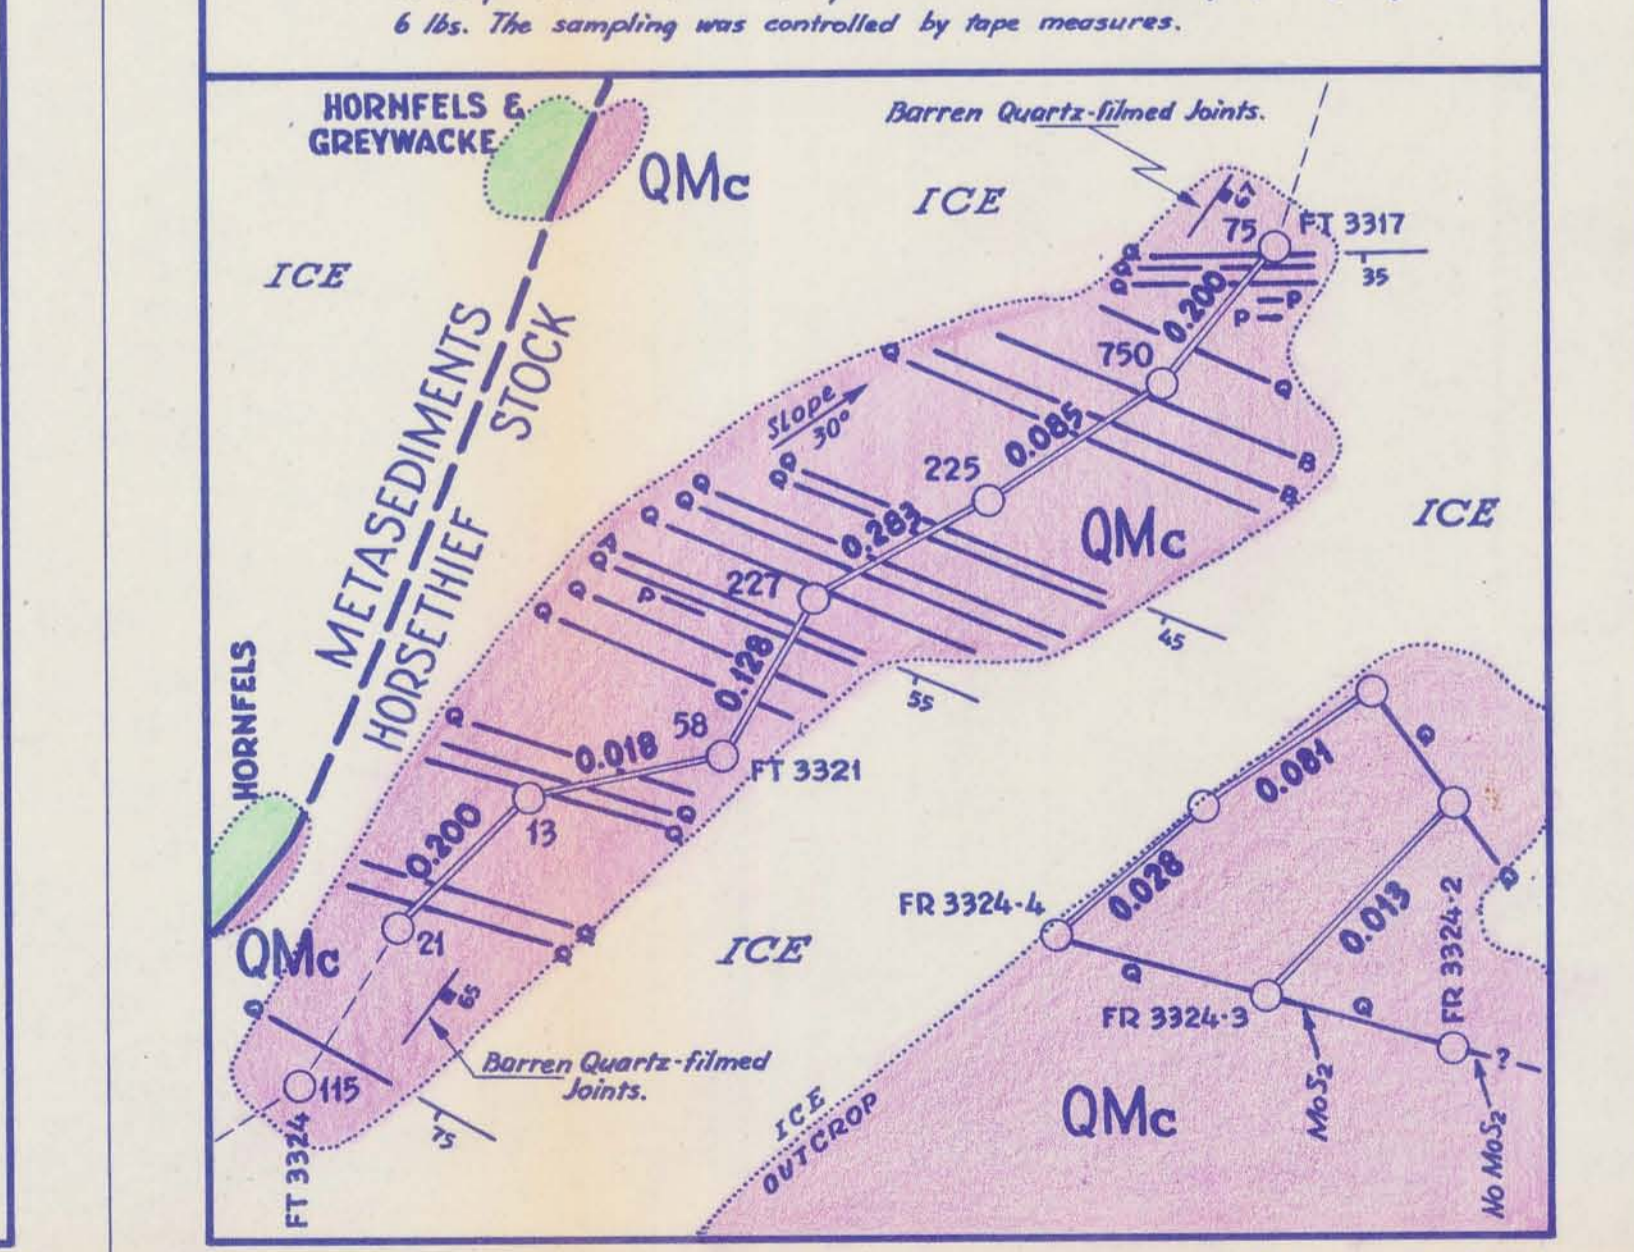 6 lbs. The sampling was controlled by tape measures.
HORNFELS &
GREYWACKE
QMc
Barren Quartz-filmed Joints.
ICE
67
75
FT 3317
35
ICE
Q
Q
Q
P
P
0.200
750
Q
Q
METASEDIMENTS
STOCK
HORSETHIEF
Slope
30°
0.085
B
B
225
Q
Q
Q
Q
Q
QMc
ICE
0.283
A
Q
227
P
Q
Q
0.128
45
55
HORNFELS
Q
58
0.018
FT 3321
13
Q
Q
0.200
0.081
Q
0.028
Q
FR 3324-4
0.013
FR 3324-2
QMc
21
Q
Q
ICE
Q
Q
FR 3324-3
65
Q
Barren Quartz-filmed
Joints.
115
FT 3324
75
ICE
OUTCROP
QMc
MoS2
?
No MoS2